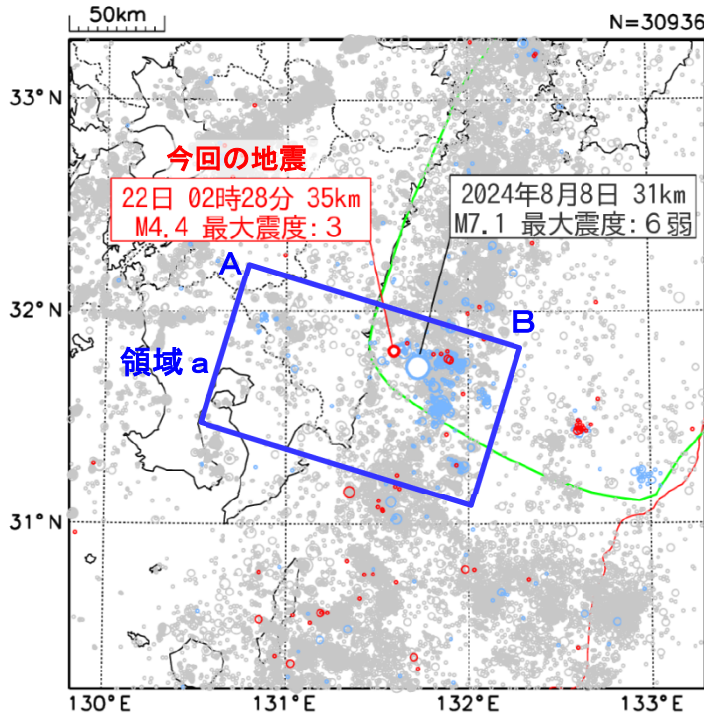 50km
N=30936
33°N
今回の地震
22日 02時28分 35km
M4.4 最大震度:3
2024年8月8日 31km
M7.1 最大震度:6弱
A
32°N
B
領域a
31°N
130°E
131°E
132°E
133°E